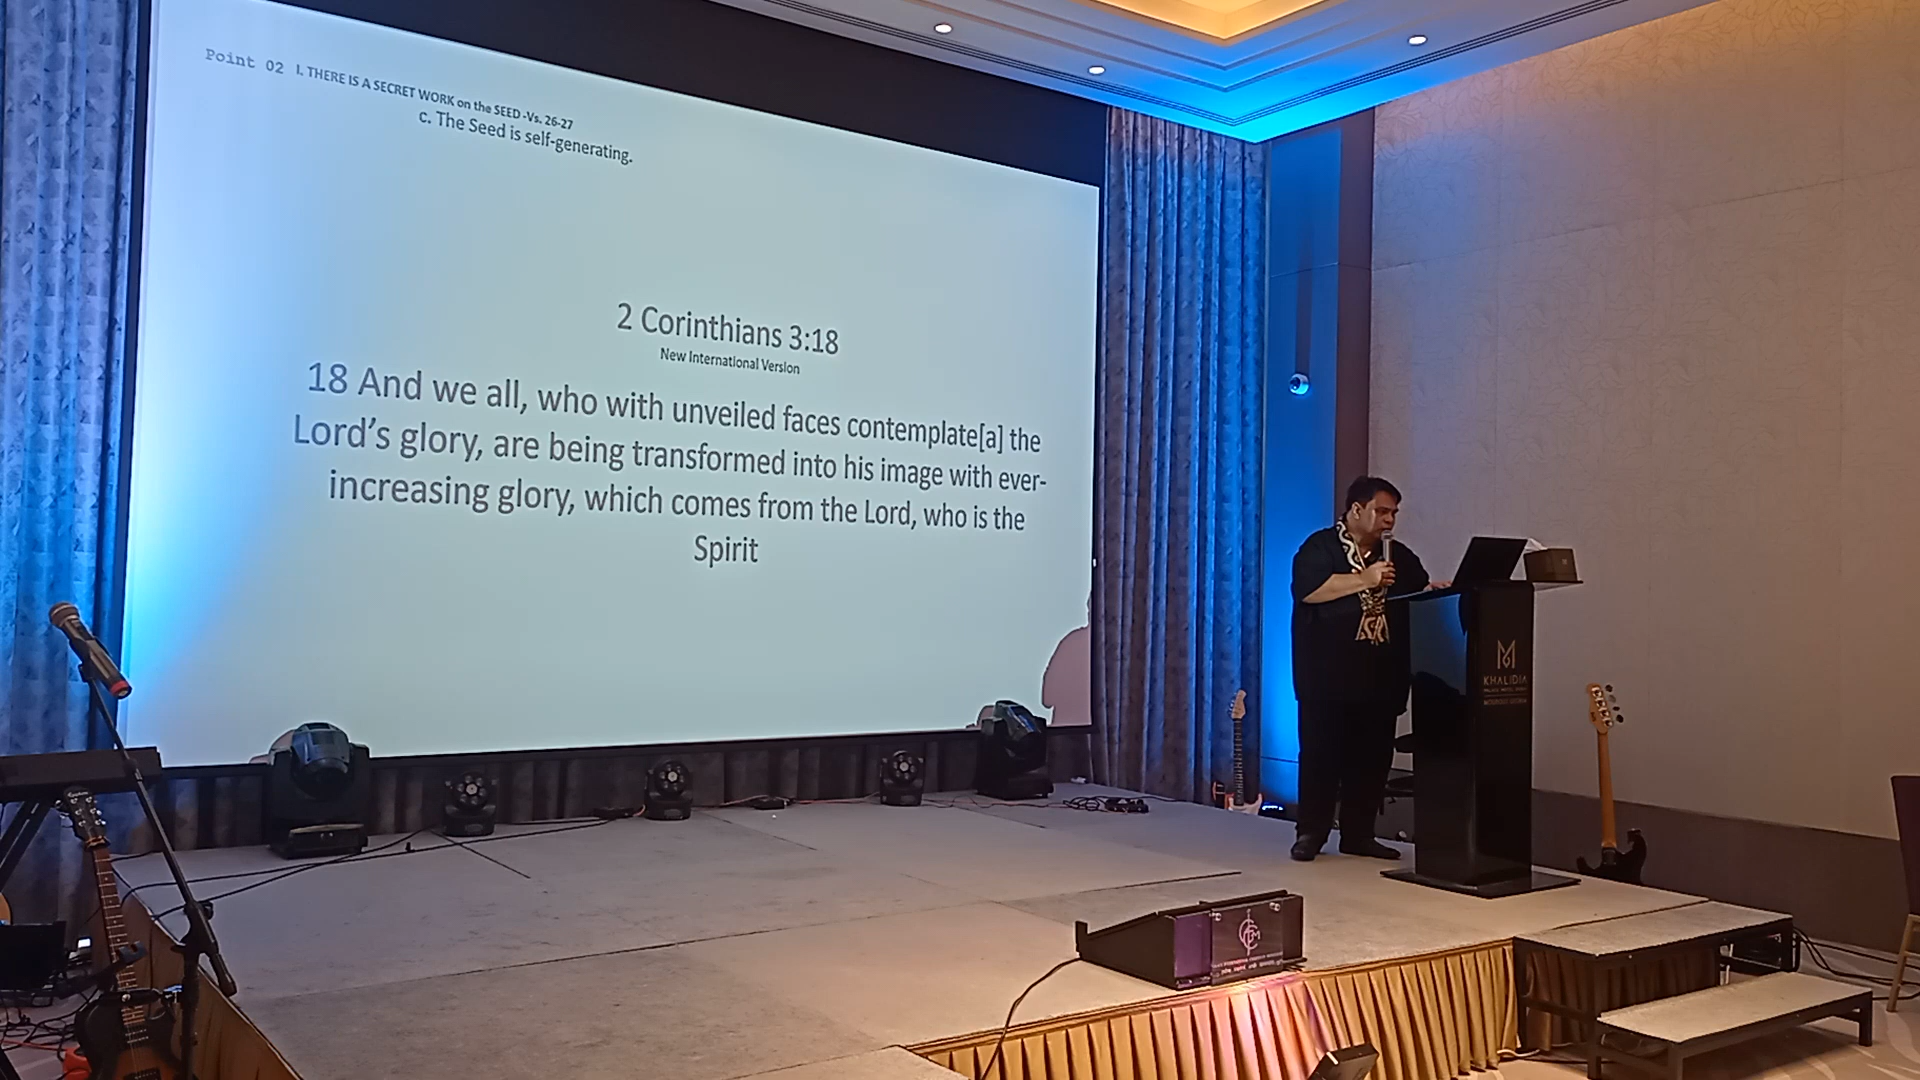 Point 02 I. THERE IS A SECRET WORK on the SEED -Vs. 26-27
c. The Seed is self-generating.
2 Corinthians 3:18
New International Version
18 And we all, who with unveiled faces contemplate[a] the
Lord’s glory, are being transformed into his image with ever-
increasing glory, which comes from the Lord, who is the
Spirit
KHALIDIA